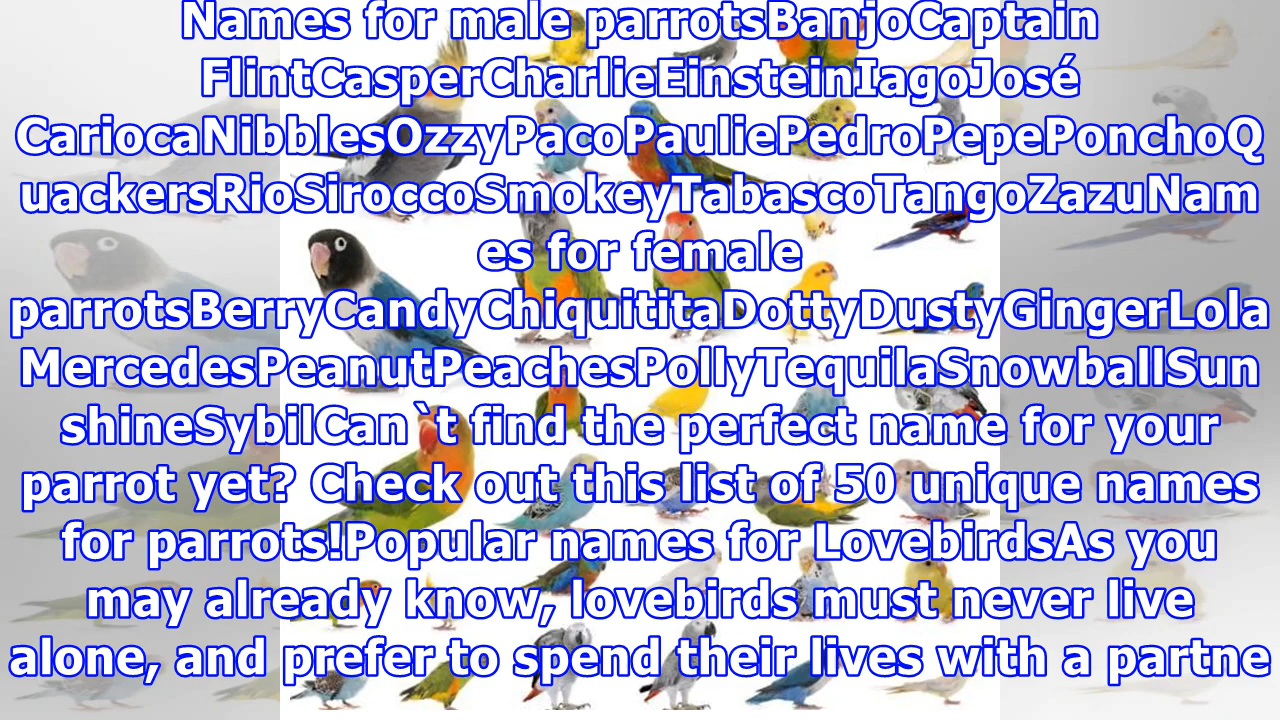 Names for male parrotsBanjoCaptain
FlintCasperCharlieEinsteinIagoJosé
CariocaNibblesOzzyPacoPauliePedroPepePonchoQ
uackersRioSiroccoSmokeyTabascoTangoZazuNam
es for female
parrotsBerryCandyChiquititaDottyDustyGingerLola
MercedesPeanutPeachesPollyTequilaSnowballSun
shineSybilCan`t find the perfect name for your
parrot yet? Check out this list of 50 unique names
for parrots!Popular names for LovebirdsAs you
may already know, lovebirds must never live
alone, and prefer to spend their lives with a partne